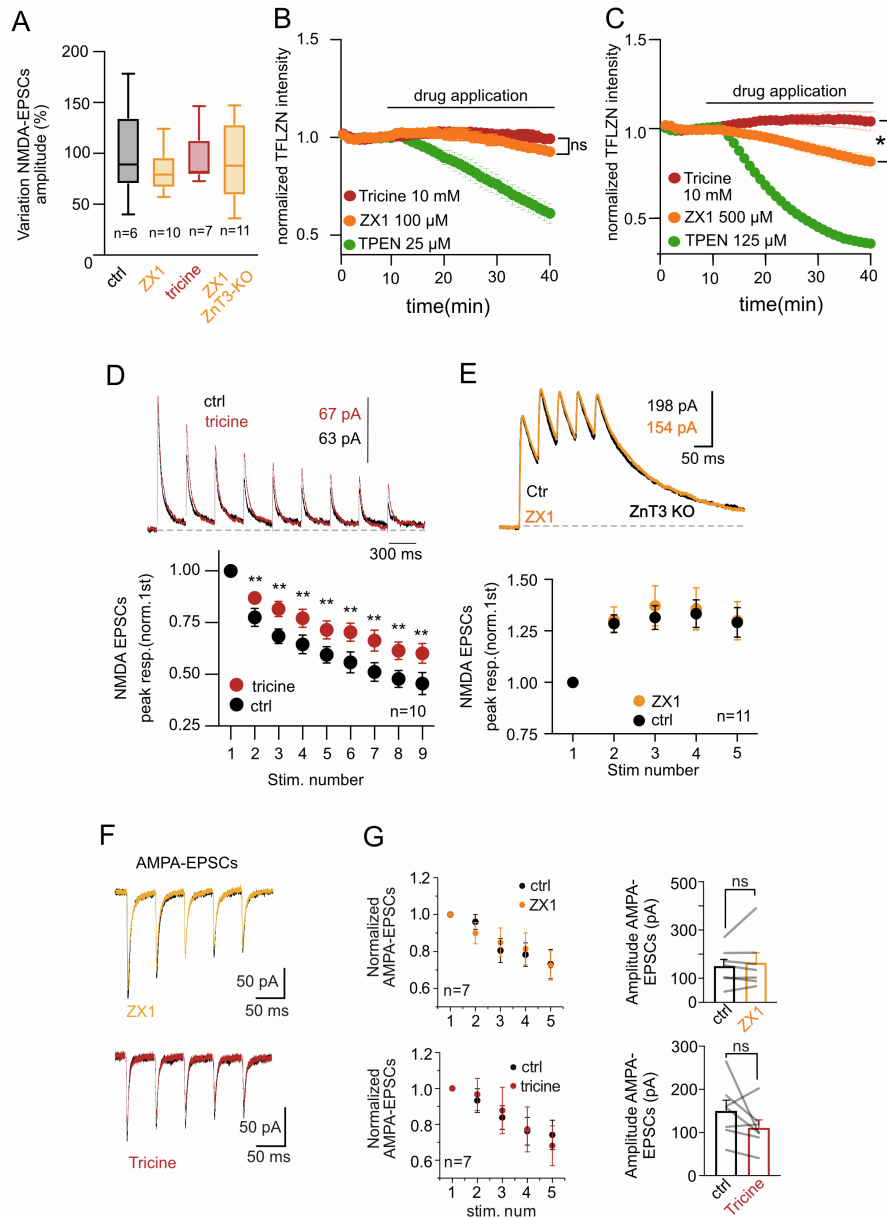 A
200
150
100
50
0
Variation NMDA-EPSCs
amplitude (%)
n=6
n=10
n=7
n=11
ctrl
ZX1
tricine
ZX1
ZnT3-KO
B
1.5
1.0
0.5
normalized TFLZN intensity
drug application
ns
Tricine 10 mM
ZX1 100 µM
TPEN 25 µM
0
10
20
30
40
time(min)
C
1.5
1.0
0.5
normalized TFLZN intensity
drug application
*
Tricine
10 mM
ZX1 500 µM
TPEN 125 µM
0
10
20
30
40
time(min)
D
ctrl
tricine
67 pA
63 pA
300 ms
1.00
0.75
0.50
0.25
NMDA EPSCs
peak resp.(norm.1st)
** ** ** ** ** ** ** **
tricine
ctrl
n=10
1 2 3 4 5 6 7 8 9
Stim. number
E
198 pA
154 pA
50 ms
Ctr
ZX1
ZnT3 KO
1.50
1.25
1.00
0.75
NMDA EPSCs
peak resp.(norm.1st)
ZX1
ctrl
n=11
1 2 3 4 5
Stim number
F
AMPA-EPSCs
50 pA
50 ms
ZX1
50 pA
50 ms
Tricine
G
1.2
1.0
0.8
0.6
Normalized
AMPA-EPSCs
ctrl
ZX1
n=7
1 2 3 4 5
500
300
100
0
Amplitude AMPA-
EPSCs (pA)
ns
ctrl
ZX1
1.2
1.0
0.8
0.6
Normalized
AMPA-EPSCs
ctrl
tricine
n=7
1 2 3 4 5
stim. num
300
200
100
0
Amplitude AMPA-
EPSCs (pA)
ns
ctrl
Tricine